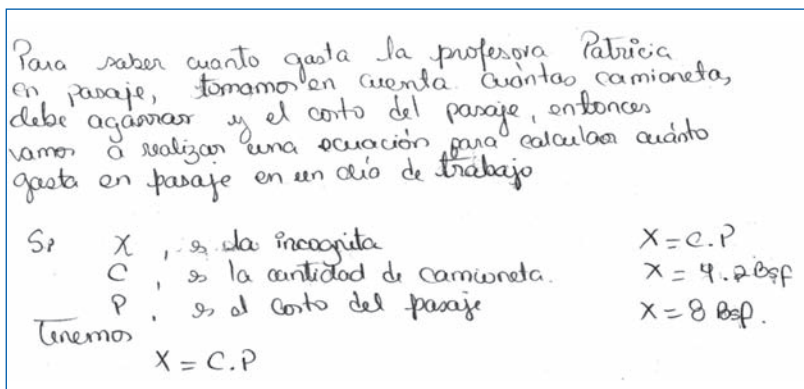 Para saber cuanto gasta la profesora Patricia
en pasaje, tomamos en cuenta cuántas camioneta,
debe agarrar y el costo del pasaje, entonces
vamos a realizar una ecuación para calcular cuánto
gasta en pasaje en un día de trabajo
Si X, es la incognita
C, es la cantidad de camioneta.
P, es el costo del pasaje
Tenemos
X = C.P
X = C.P
X = 4.2Bsf
X = 8 Bsf.